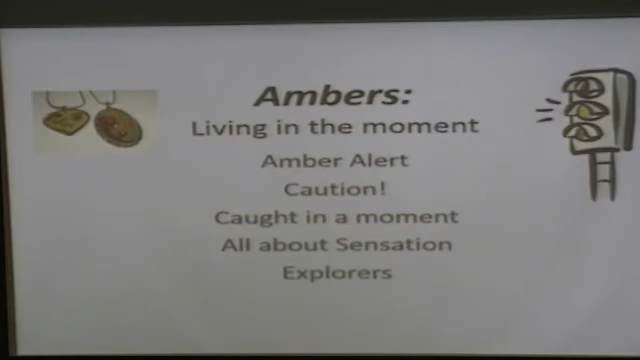 Ambers:
Living in the moment
Amber Alert
Caution!
Caught in a moment
All about Sensation
Explorers